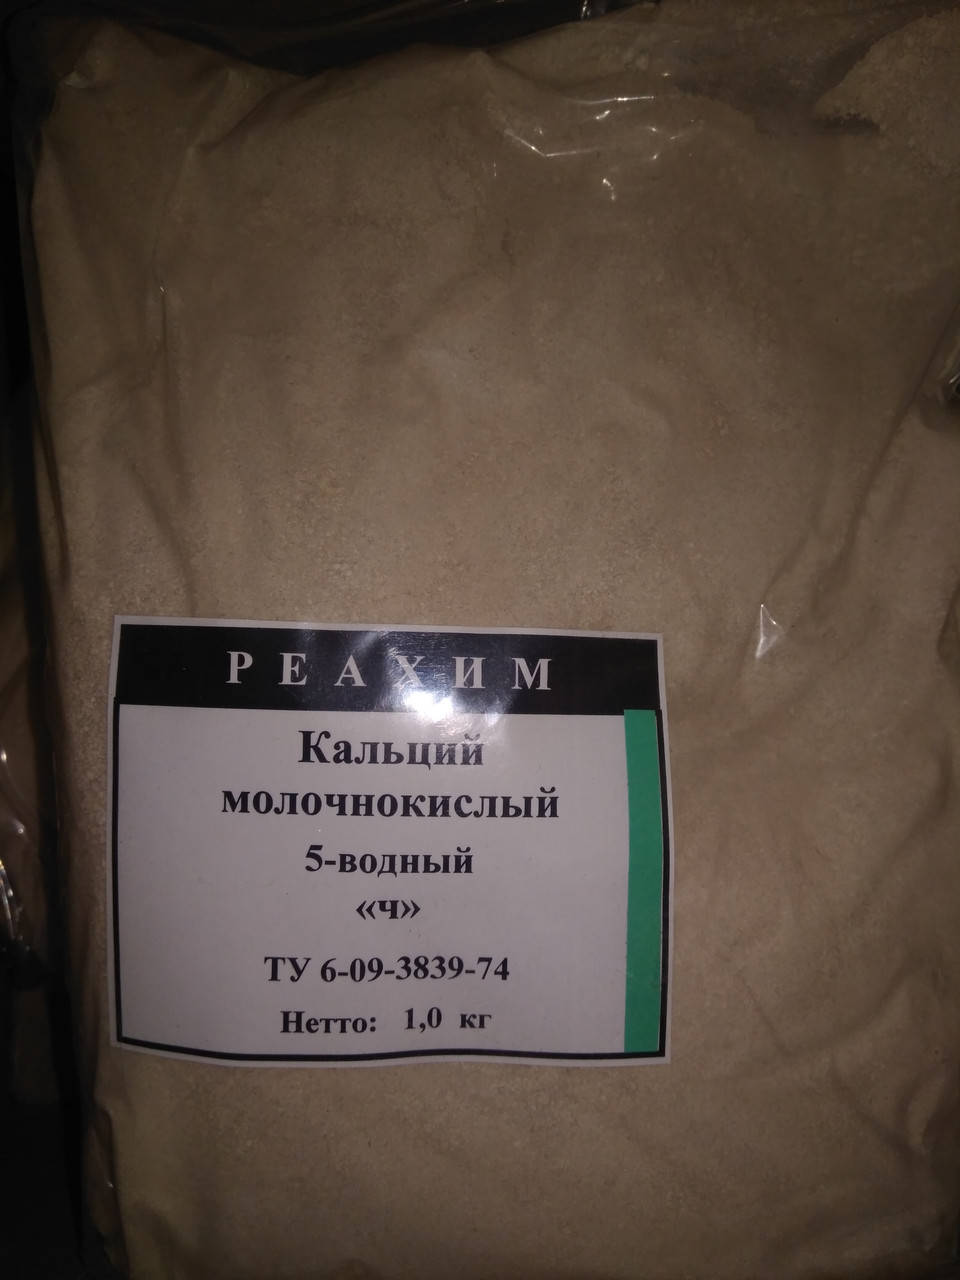 РЕАХИМ
Кальций
молочнокислый
5-водный
«ч»
ТУ 6-09-3839-74
Нетто: 1,0 кг